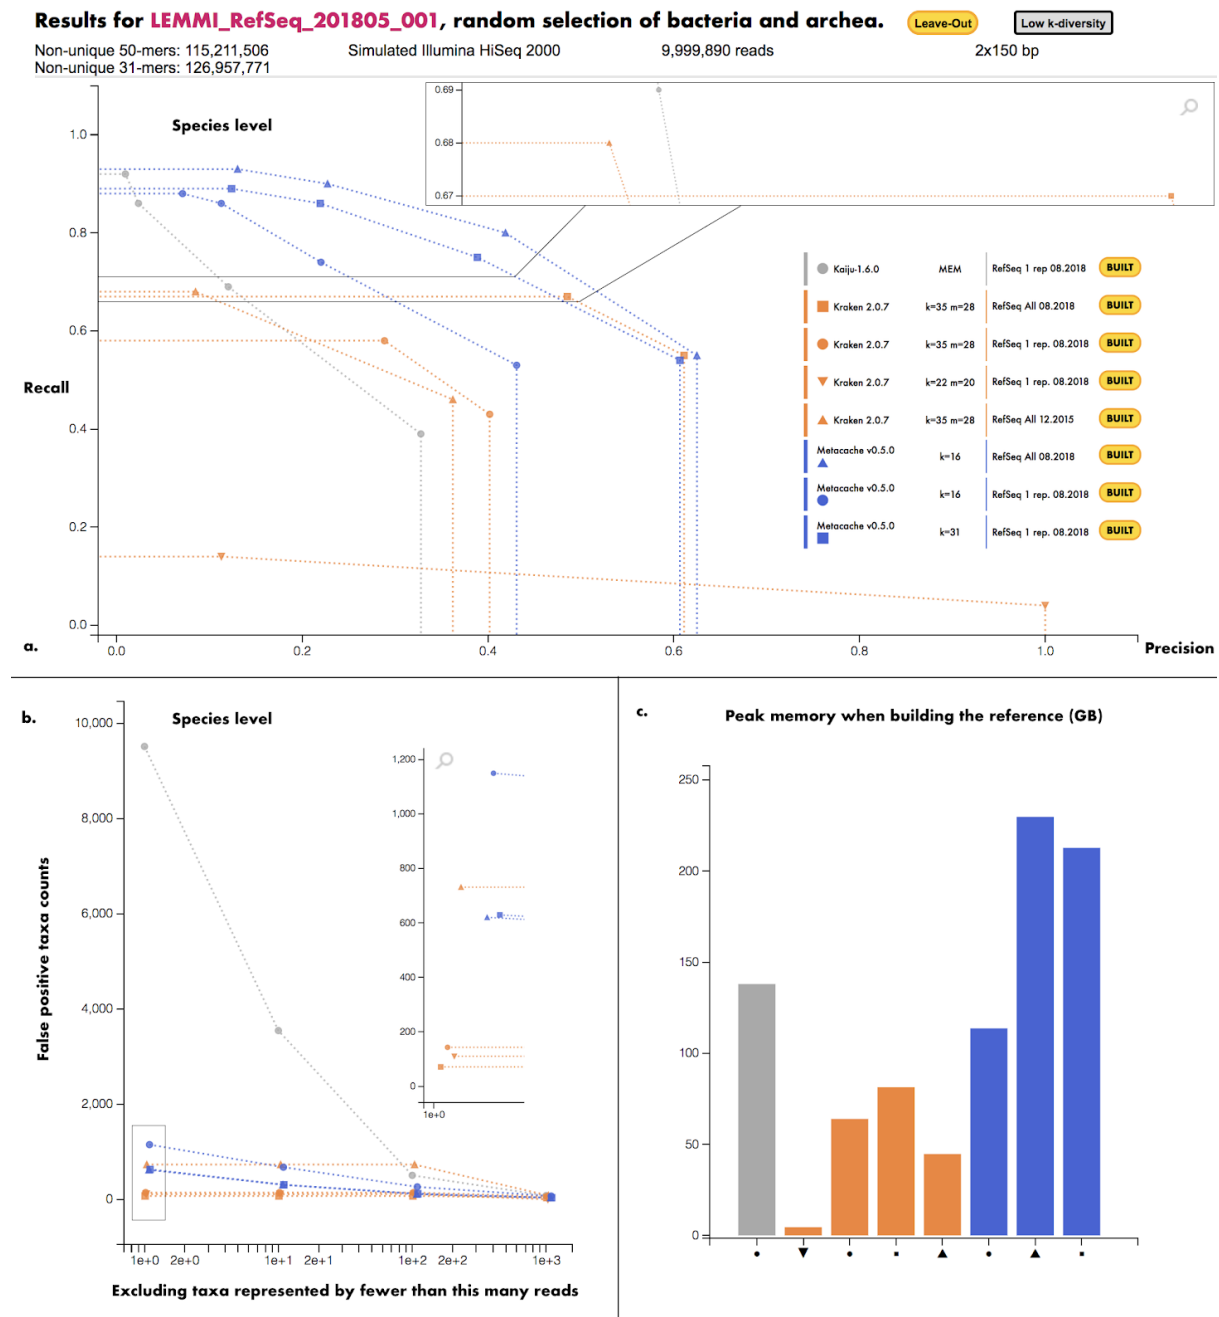 Results for LEMMI_RefSeq_201805_001, random selection of bacteria and archea. Leave-Out Low k-diversity
Non-unique 50-mers: 115,211,506 Simulated Illumina HiSeq 2000 9,999,890 reads 2x150 bp
Non-unique 31-mers: 126,957,771
Species level
1.0
0.8
0.6
Recall
0.4
0.2
0.0
a.
0.0 0.2 0.4 0.6 0.8 1.0 Precision
0.69
0.68
0.67
Kaiju-1.6.0 MEM RefSeq 1 rep 08.2018 BUILT
Kraken 2.0.7 k=35 m=28 RefSeq All 08.2018 BUILT
Kraken 2.0.7 k=35 m=28 RefSeq 1 rep. 08.2018 BUILT
Kraken 2.0.7 k=22 m=20 RefSeq 1 rep. 08.2018 BUILT
Kraken 2.0.7 k=35 m=28 RefSeq All 12.2015 BUILT
Metacache v0.5.0 k=16 RefSeq All 08.2018 BUILT
Metacache v0.5.0 k=16 RefSeq 1 rep. 08.2018 BUILT
Metacache v0.5.0 k=31 RefSeq 1 rep. 08.2018 BUILT
b.
Species level
10,000
8,000
6,000
4,000
2,000
0
False positive taxa counts
1e+0 2e+0 1e+1 2e+1 1e+2 2e+2 1e+3
Excluding taxa represented by fewer than this many reads
1,200
1,000
800
600
400
200
0
1e+0
c.
Peak memory when building the reference (GB)
250
200
150
100
50
0